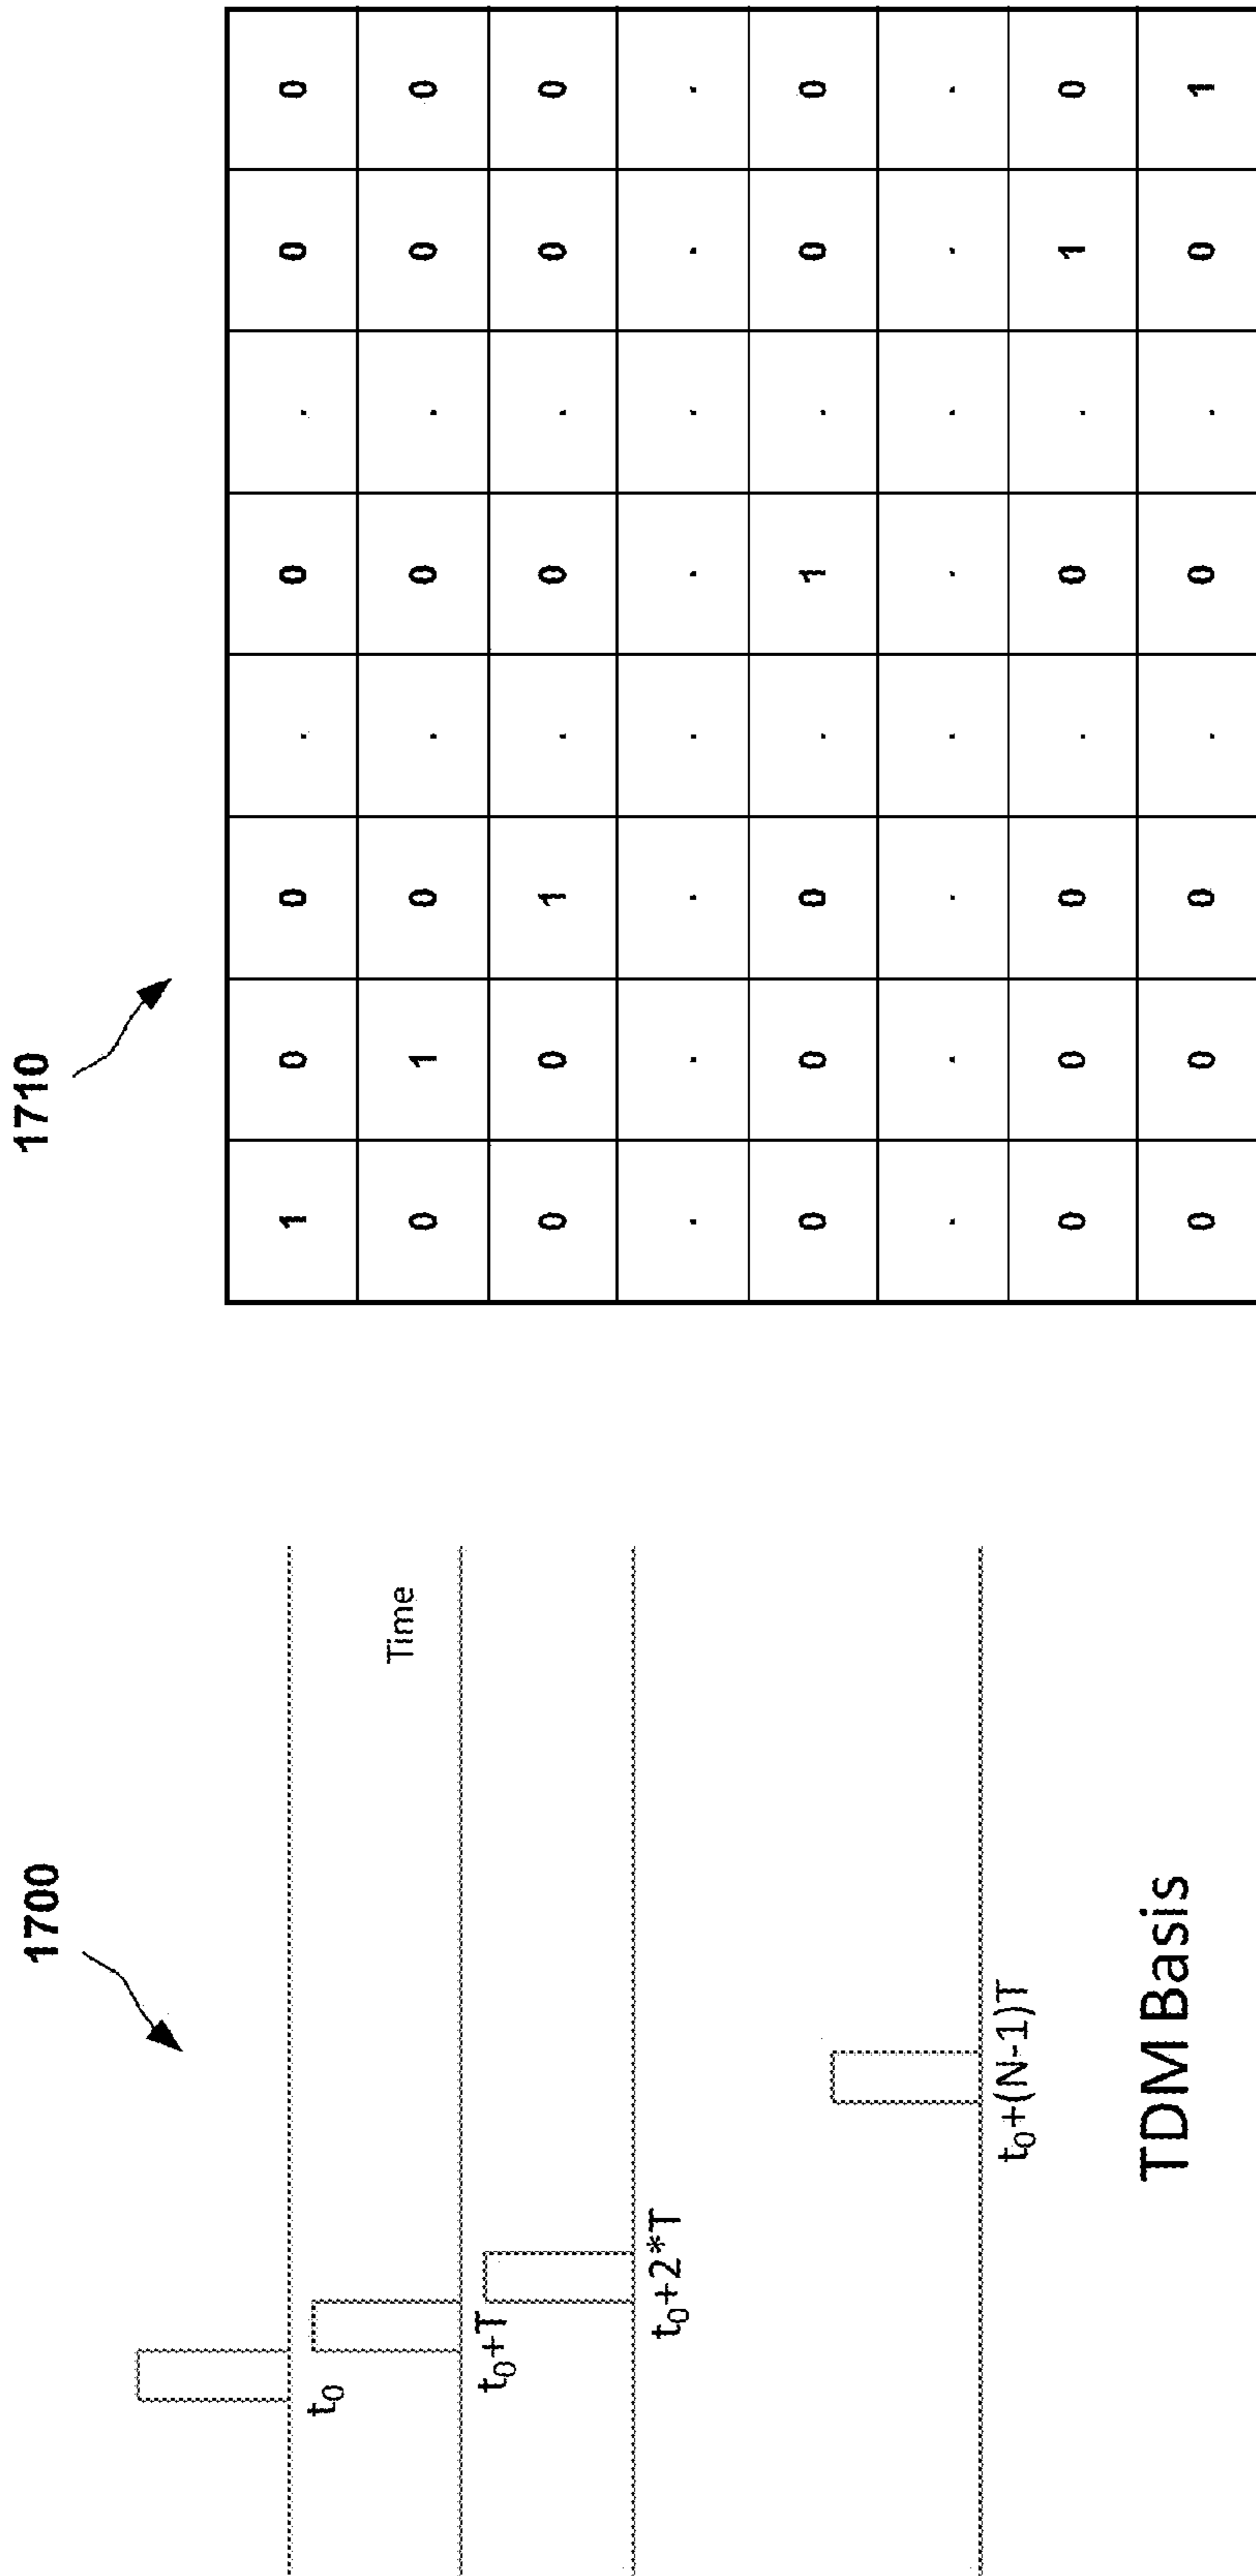 1700
t₀
Time
t₀+T
t₀+2*T
t₀+(N-1)T
TDM Basis
1710
1 0 0 . 0 . 0 0
0 1 0 . 0 . 0 0
0 0 1 . 0 . 0 0
. . . . . . . .
0 0 0 . 1 . 0 0
. . . . . . . .
0 0 0 . 0 . 1 0
0 0 0 . 0 . 0 1